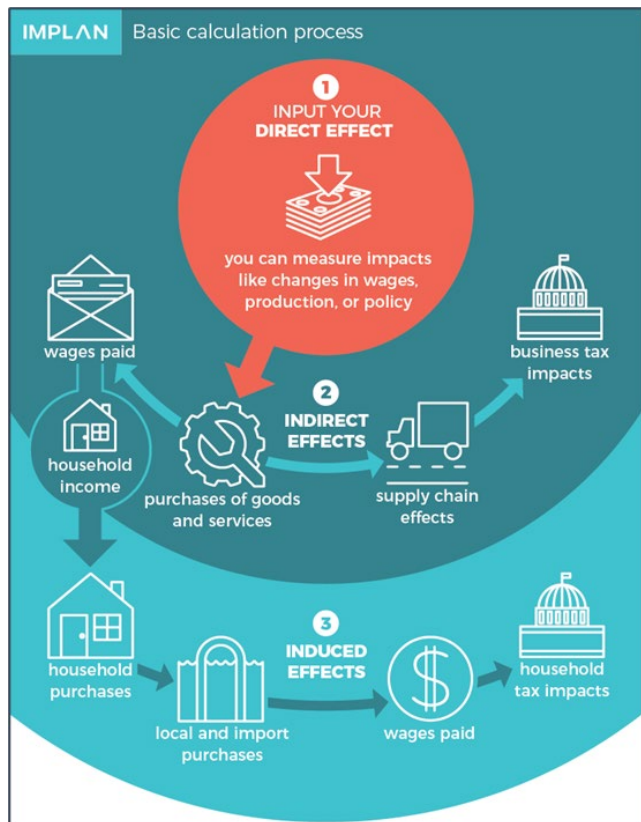 IMPLAN Basic calculation process
1
INPUT YOUR
DIRECT EFFECT
you can measure impacts
like changes in wages,
production, or policy
wages paid
business tax
impacts
2
INDIRECT
EFFECTS
household
income
purchases of goods
and services
supply chain
effects
3
INDUCED
EFFECTS
household
purchases
local and import
purchases
wages paid
household
tax impacts